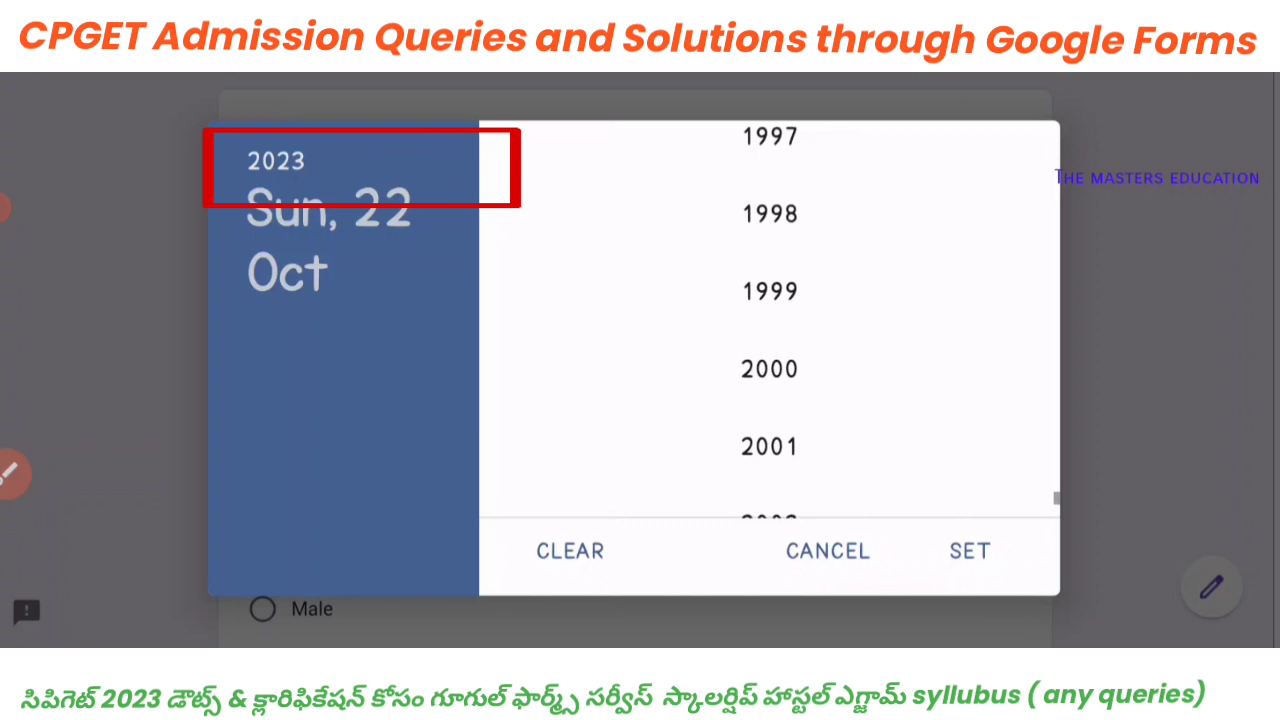 CPGET Admission Queries and Solutions through Google Forms
2023
Sun, 22
Oct
1997
1998
1999
2000
2001
THE MASTERS EDUCATION
CLEAR
CANCEL
SET
Male
సిపిగెట్ 2023 డౌట్స్ & క్లారిఫికేషన్ కోసం గూగుల్ ఫార్మ్స్ సర్వీస్ స్కాలర్షిప్ హాస్టల్ ఎగ్జామ్ syllubus ( any queries)